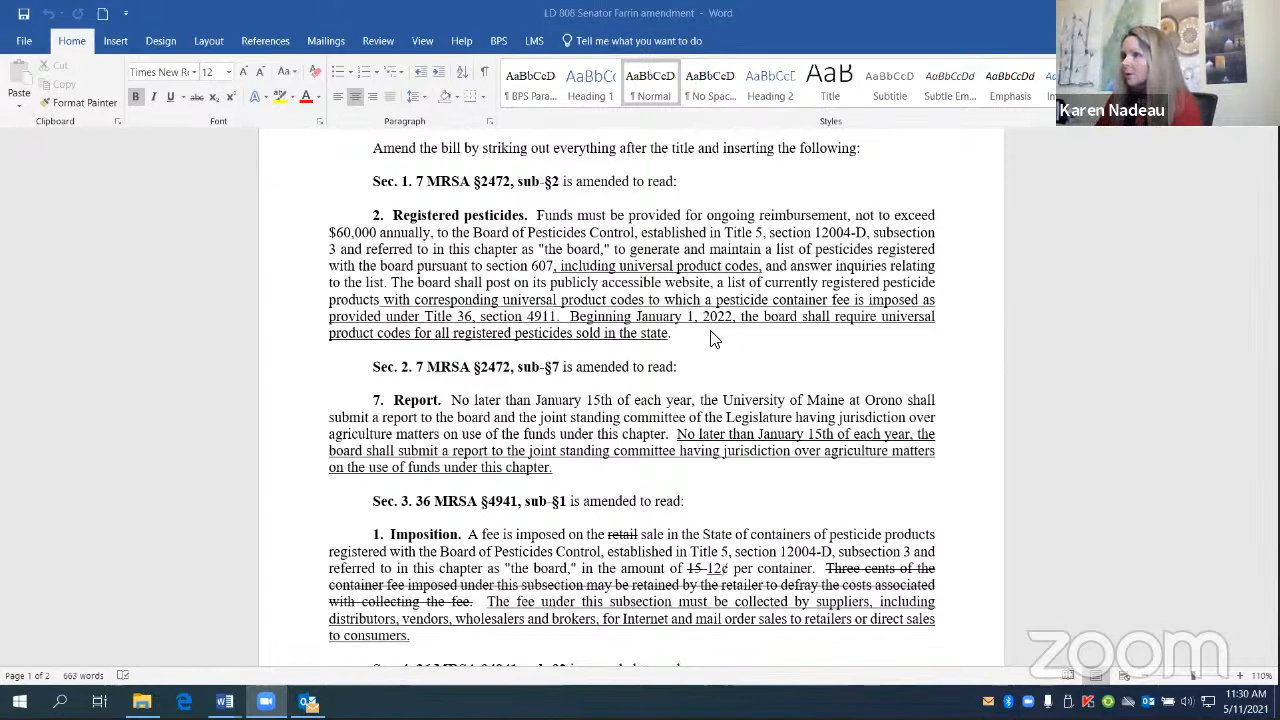 LD 808 Senator Farrin amendment - Word
File Home Insert Design Layout References Mailings Review View BPS LMS Tell me what you want to do
Paste
Cut
Copy
Format Painter
Clipboard
Times New Ro 12
B I U
Font
Paragraph
AaBbCcD AaBbCc AaBbCcD AaBbCcD AaBbCcD AaB AaBbCcD AaBbCcDd AaBbCcDd
¶ BPS Para... Heading 1 ¶ Normal ¶ No Spac... Heading 2 Title Subtitle Subtle Em... Emphasis
Styles
Karen Nadeau
Amend the bill by striking out everything after the title and inserting the following:
Sec. 1. 7 MRSA §2472, sub-§2 is amended to read:
2. Registered pesticides. Funds must be provided for ongoing reimbursement, not to exceed
$60,000 annually, to the Board of Pesticides Control, established in Title 5, section 12004-D, subsection
3 and referred to in this chapter as "the board," to generate and maintain a list of pesticides registered
with the board pursuant to section 607, including universal product codes, and answer inquiries relating
to the list. The board shall post on its publicly accessible website, a list of currently registered pesticide
products with corresponding universal product codes to which a pesticide container fee is imposed as
provided under Title 36, section 4911. Beginning January 1, 2022, the board shall require universal
product codes for all registered pesticides sold in the state.
Sec. 2. 7 MRSA §2472, sub-§7 is amended to read:
7. Report. No later than January 15th of each year, the University of Maine at Orono shall
submit a report to the board and the joint standing committee of the Legislature having jurisdiction over
agriculture matters on use of the funds under this chapter. No later than January 15th of each year, the
board shall submit a report to the joint standing committee having jurisdiction over agriculture matters
on the use of funds under this chapter.
Sec. 3. 36 MRSA §4941, sub-§1 is amended to read:
1. Imposition. A fee is imposed on the retail sale in the State of containers of pesticide products
registered with the Board of Pesticides Control, established in Title 5, section 12004-D, subsection 3 and
referred to in this chapter as "the board," in the amount of 15 12¢ per container. Three cents of the
container fee imposed under this subsection may be retained by the retailer to defray the costs associated
with collecting the fee. The fee under this subsection must be collected by suppliers, including
distributors, vendors, wholesalers and brokers, for Internet and mail order sales to retailers or direct sales
to consumers.
zoom
Page 1 of 2 663 words
110%
11:30 AM
5/11/2021